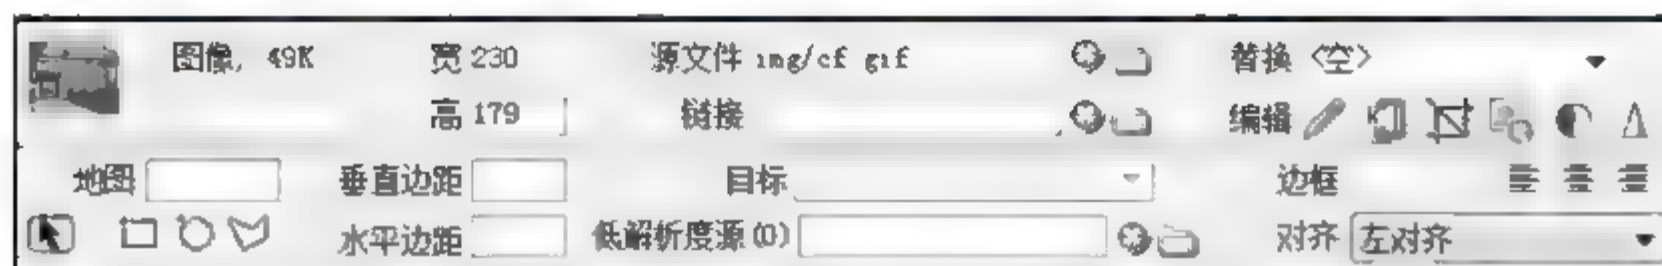 图像, 49K 宽 230 源文件 img/cf gif 替换 <空>
高 179 链接 编辑
地图 垂直边距 目标 边框
水平边距 低解析度源(O) 对齐 左对齐